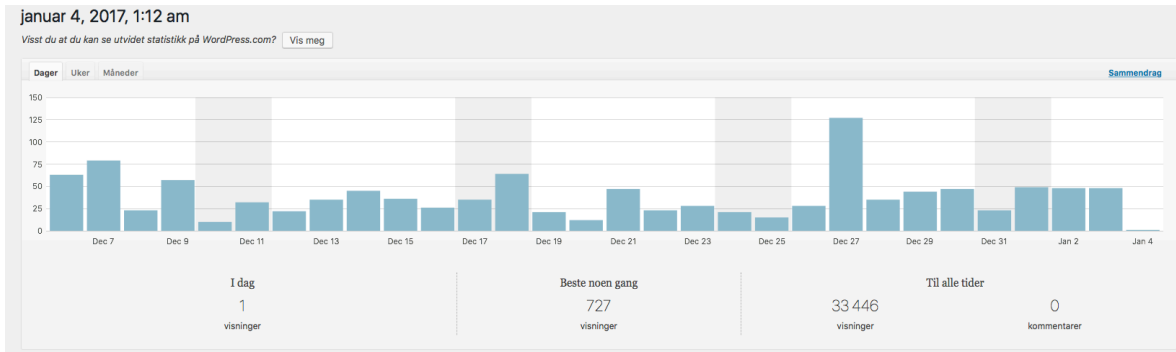 januar 4, 2017, 1:12 am
Visst du at du kan se utvidet statistikk på WordPress.com? Vis meg
Dager Uker Måneder Sammendrag
150
125
100
75
50
25
0
Dec 7 Dec 9 Dec 11 Dec 13 Dec 15 Dec 17 Dec 19 Dec 21 Dec 23 Dec 25 Dec 27 Dec 29 Dec 31 Jan 2 Jan 4
I dag Beste noen gang Til alle tider
1 727 33 446 0
visninger visninger visninger kommentarer